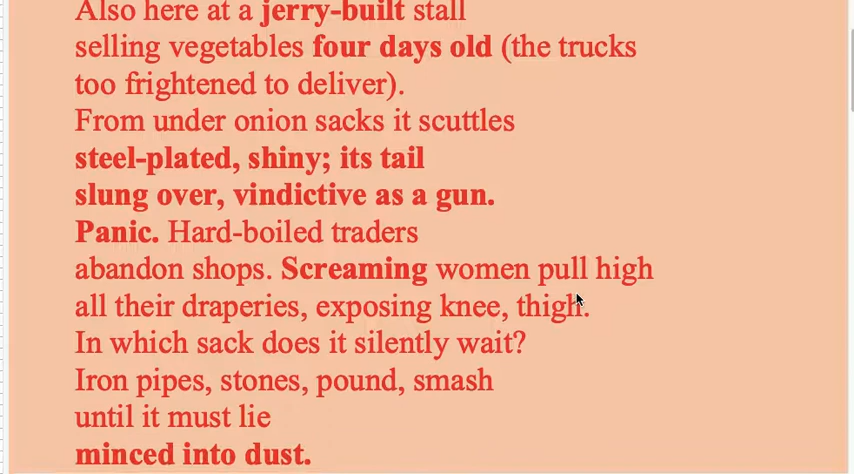 Also here at a jerry-built stall
selling vegetables four days old (the trucks
too frightened to deliver).
From under onion sacks it scuttles
steel-plated, shiny; its tail
slung over, vindictive as a gun.
Panic. Hard-boiled traders
abandon shops. Screaming women pull high
all their draperies, exposing knee, thigh.
In which sack does it silently wait?
Iron pipes, stones, pound, smash
until it must lie
minced into dust.